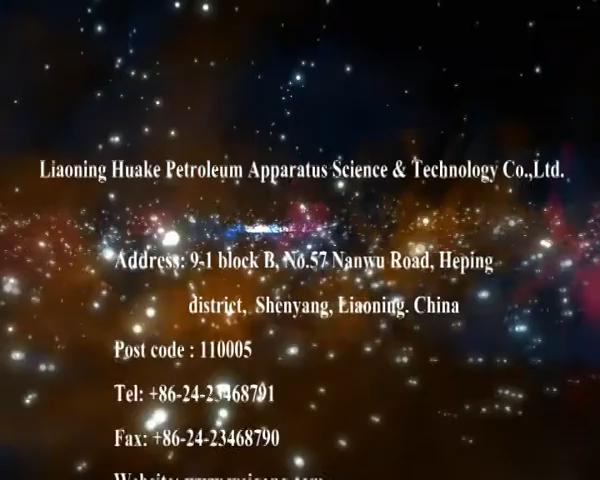 Liaoning Huake Petroleum Apparatus Science & Technology Co.,Ltd.
Address: 9-1 block B, No.57 Nanwu Road, Heping
district, Shenyang, Liaoning. China
Post code : 110005
Tel: +86-24-23468791
Fax: +86-24-23468790
Website: